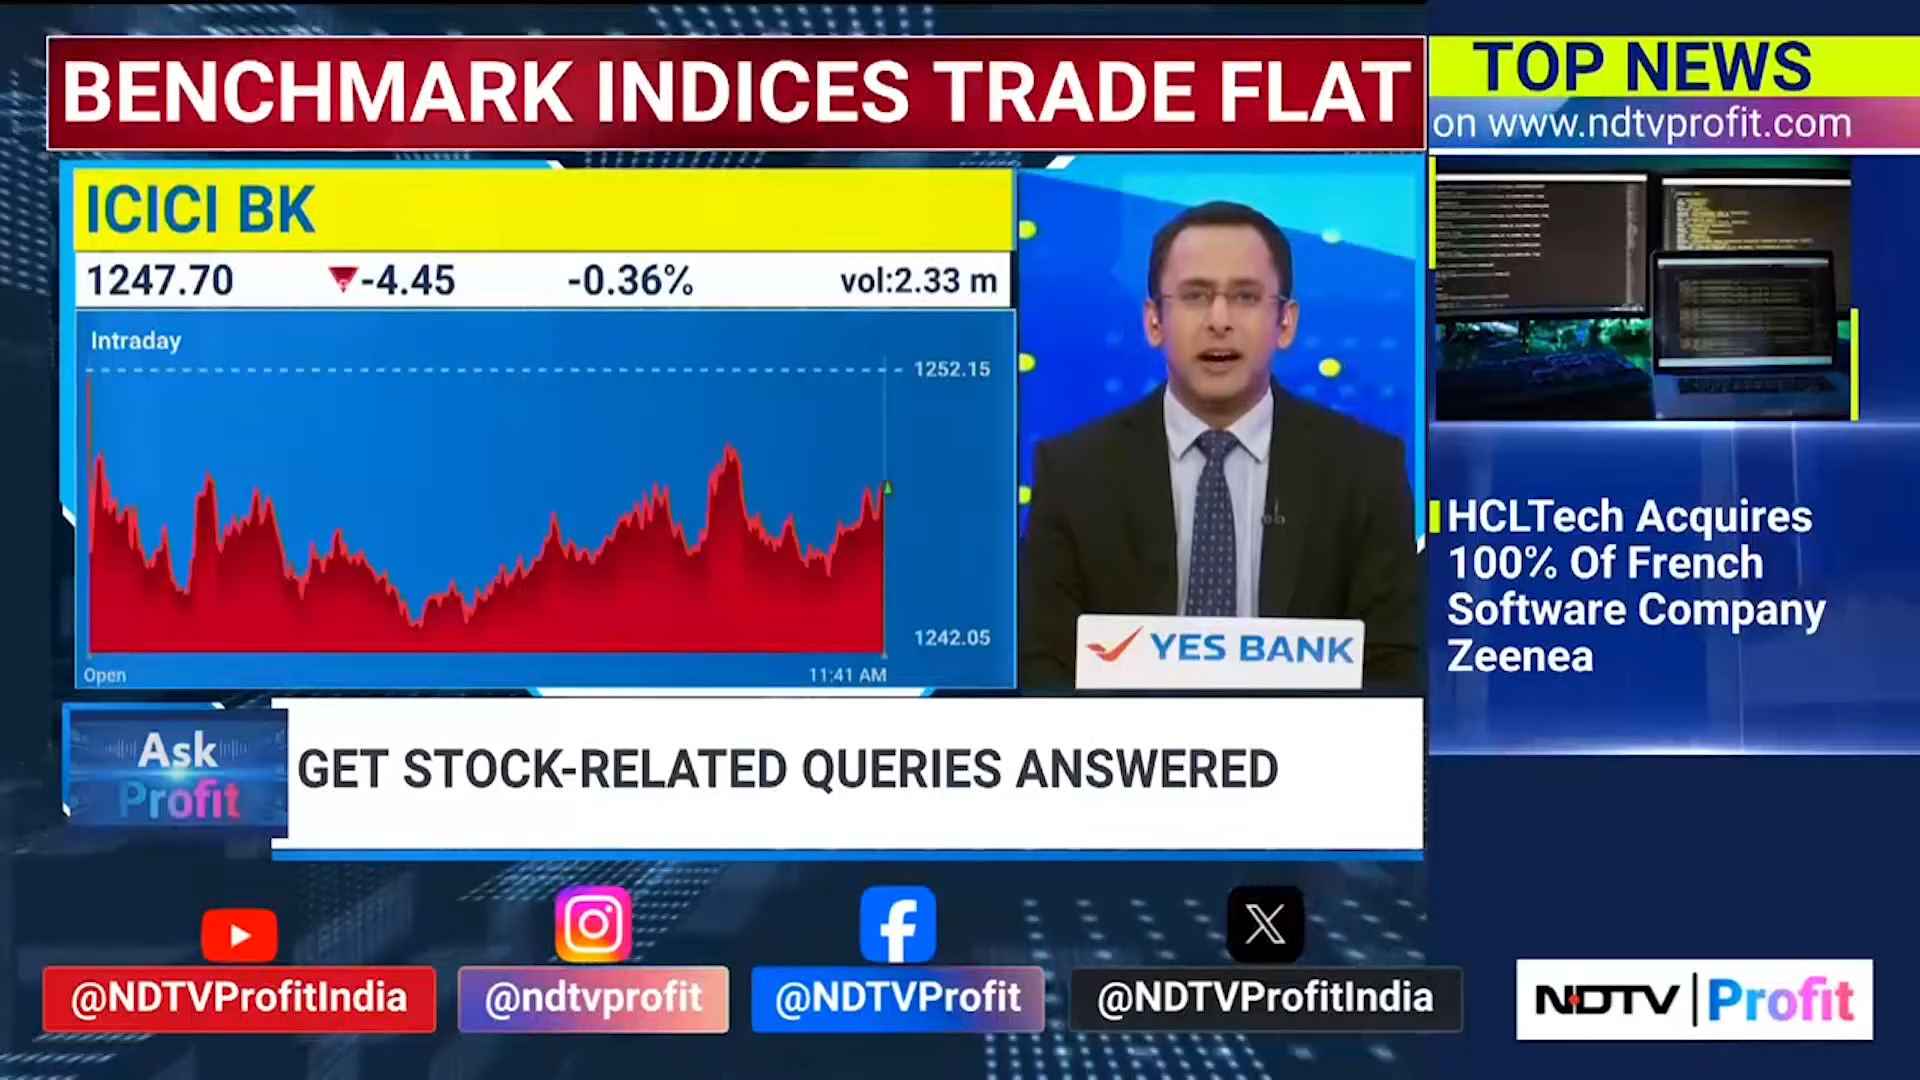 BENCHMARK INDICES TRADE FLAT
TOP NEWS
on www.ndtvprofit.com
ICICI BK
1247.70 -4.45 -0.36% vol:2.33 m
Intraday
1252.15
1242.05
Open 11:41 AM
YES BANK
HCLTech Acquires
100% Of French
Software Company
Zeenea
Ask
Profit
GET STOCK-RELATED QUERIES ANSWERED
@NDTVProfitIndia @ndtvprofit @NDTVProfit @NDTVProfitIndia
NDTV Profit